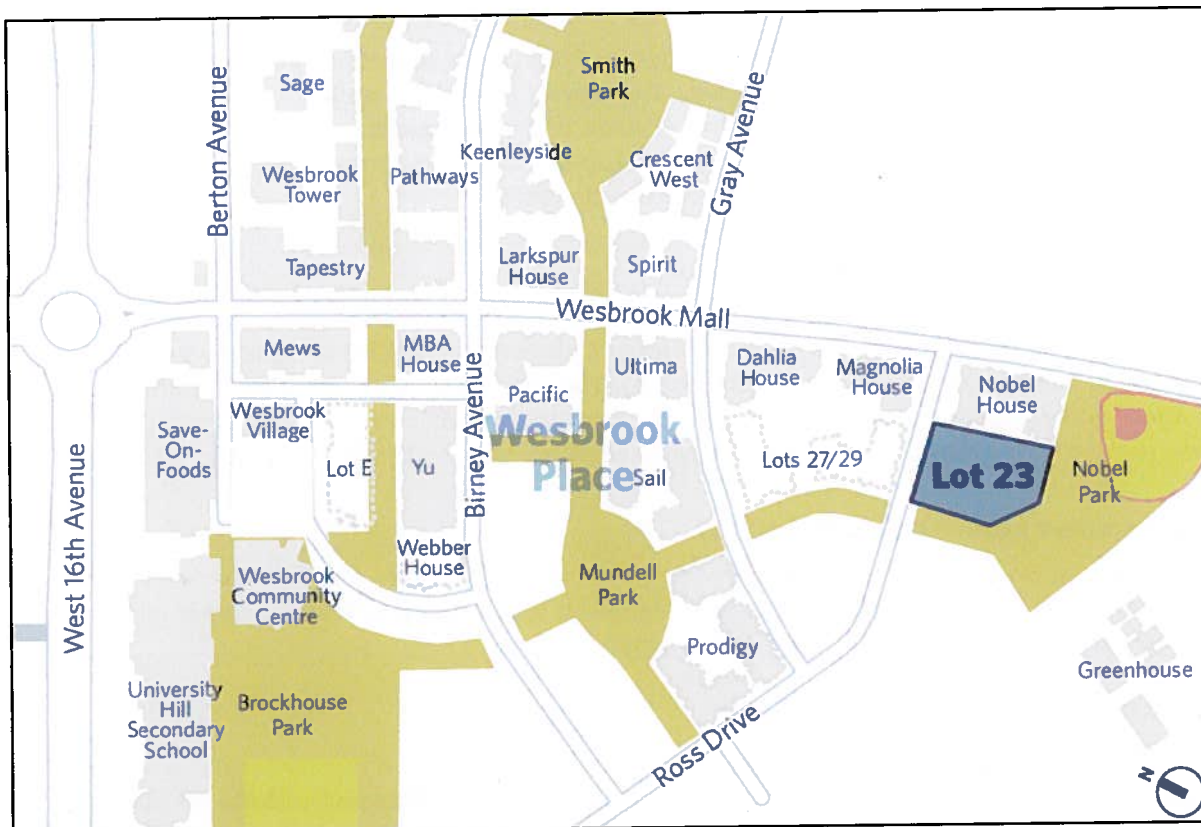 Smith
Park
Sage
Berton Avenue
Gray Avenue
Keenleyside
Crescent
West
Wesbrook
Tower
Pathways
Larkspur
House
Tapestry
Spirit
Wesbrook Mall
Mews
MBA
House
Ultima
Dahlia
House
Magnolia
House
Nobel
House
Birney Avenue
Pacific
Wesbrook
Village
Wesbrook
Place
Save-
On-
Foods
Lot E
Yu
Sail
Lots 27/29
Lot 23
Nobel
Park
West 16th Avenue
Webber
House
Wesbrook
Community
Centre
Mundell
Park
Prodigy
Greenhouse
University
Hill
Secondary
School
Brockhouse
Park
Ross Drive
N